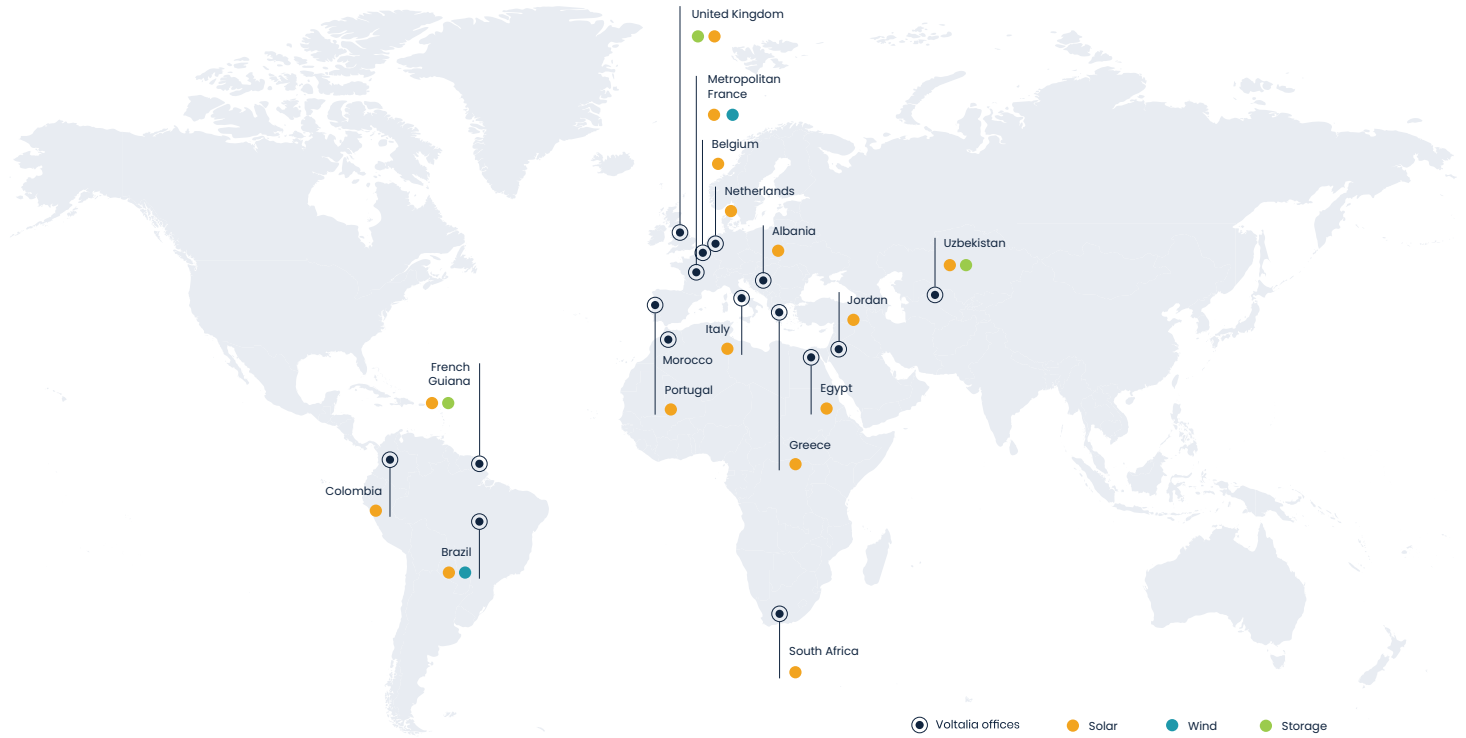 United Kingdom
Metropolitan
France
Belgium
Netherlands
Albania
Uzbekistan
Jordan
Italy
Morocco
French
Guiana
Portugal
Egypt
Greece
Colombia
Brazil
South Africa
Voltalia offices
Solar
Wind
Storage